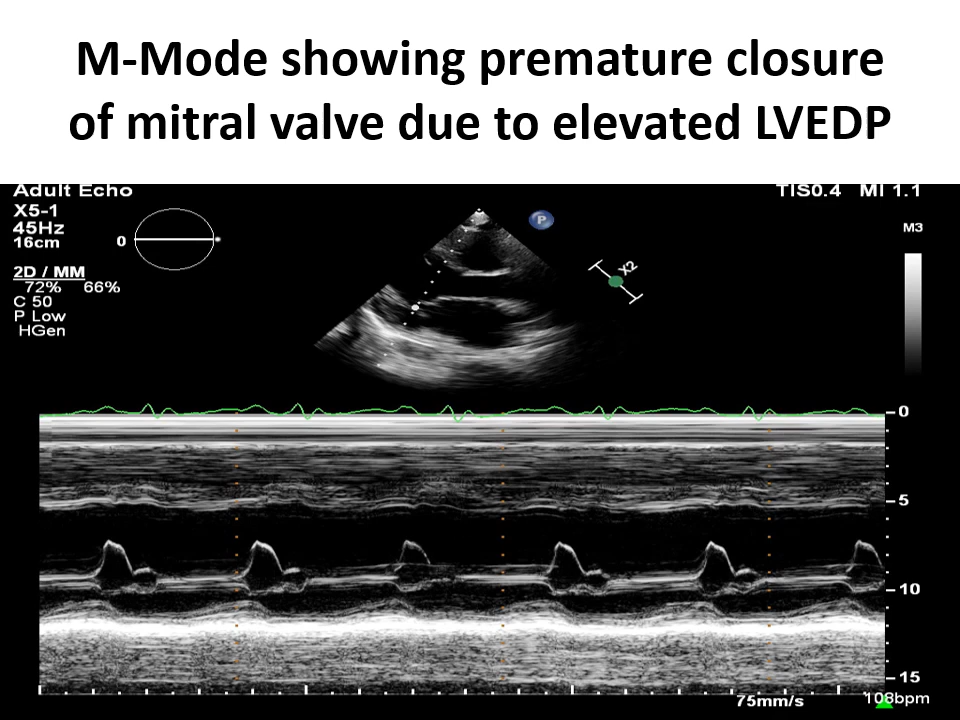 M-Mode showing premature closure
of mitral valve due to elevated LVEDP
Adult Echo
TIS0.4 MI 1.1
X5-1
45Hz
16cm
0
P
X2
M3
2D / MM
72% 66%
C 50
P Low
HGen
0
5
10
15
75mm/s
108bpm